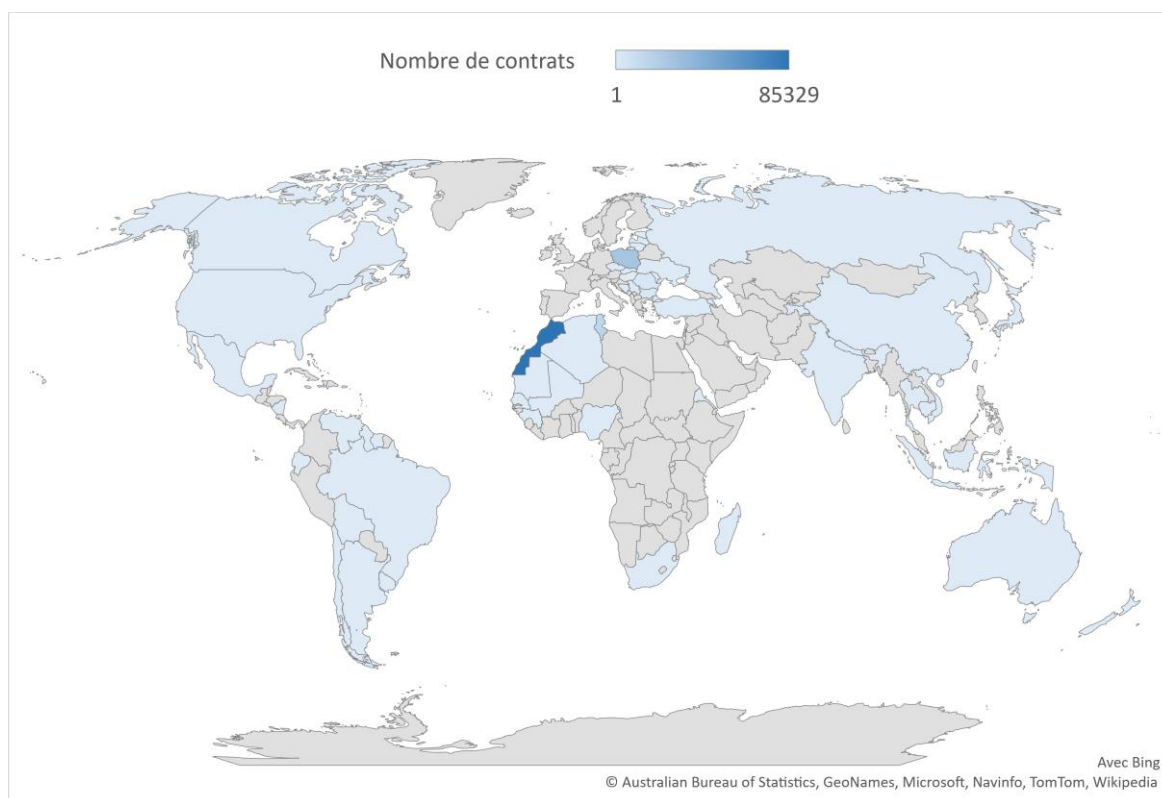 Nombre de contrats
1 85329
Avec Bing
© Australian Bureau of Statistics, GeoNames, Microsoft, Navinfo, TomTom, Wikipedia